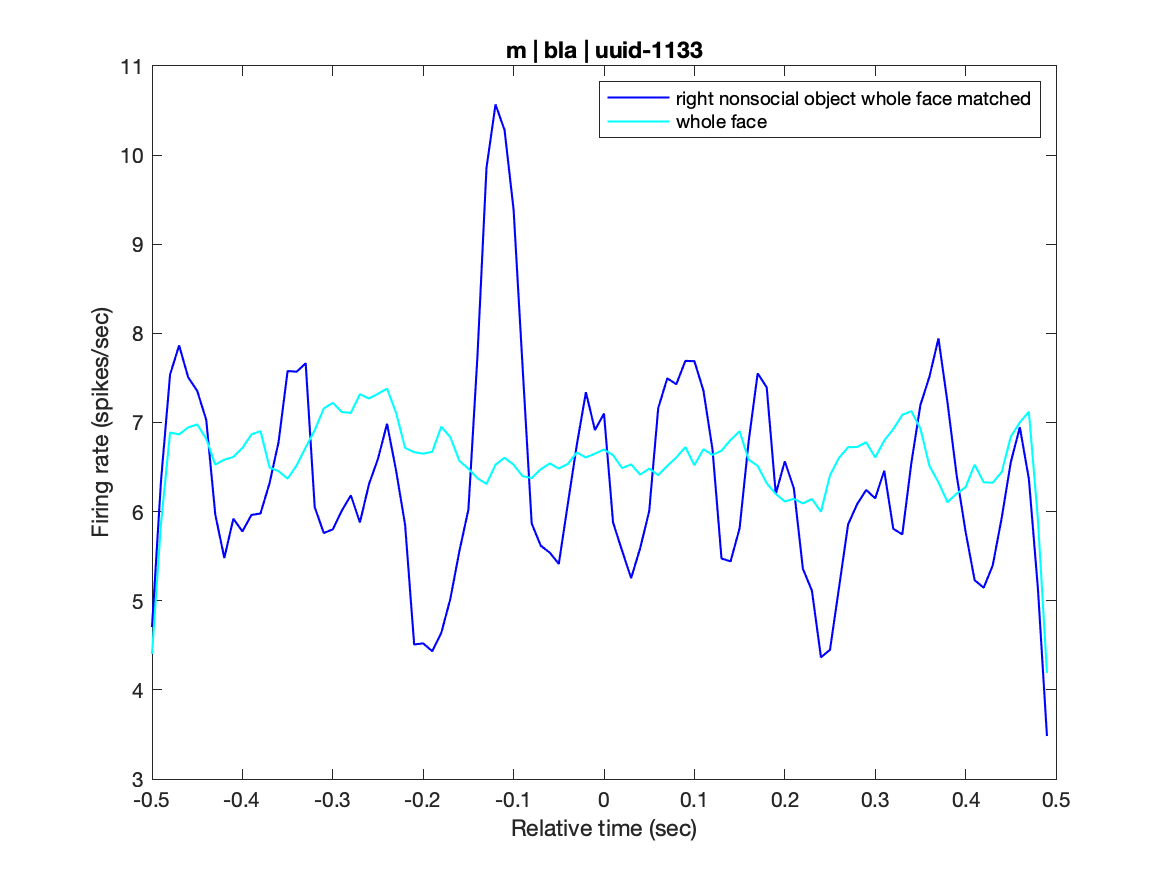 m | bla | uuid-1133
right nonsocial object whole face matched
whole face
11
10
9
8
7
6
5
4
3
Firing rate (spikes/sec)
-0.5 -0.4 -0.3 -0.2 -0.1 0 0.1 0.2 0.3 0.4 0.5
Relative time (sec)